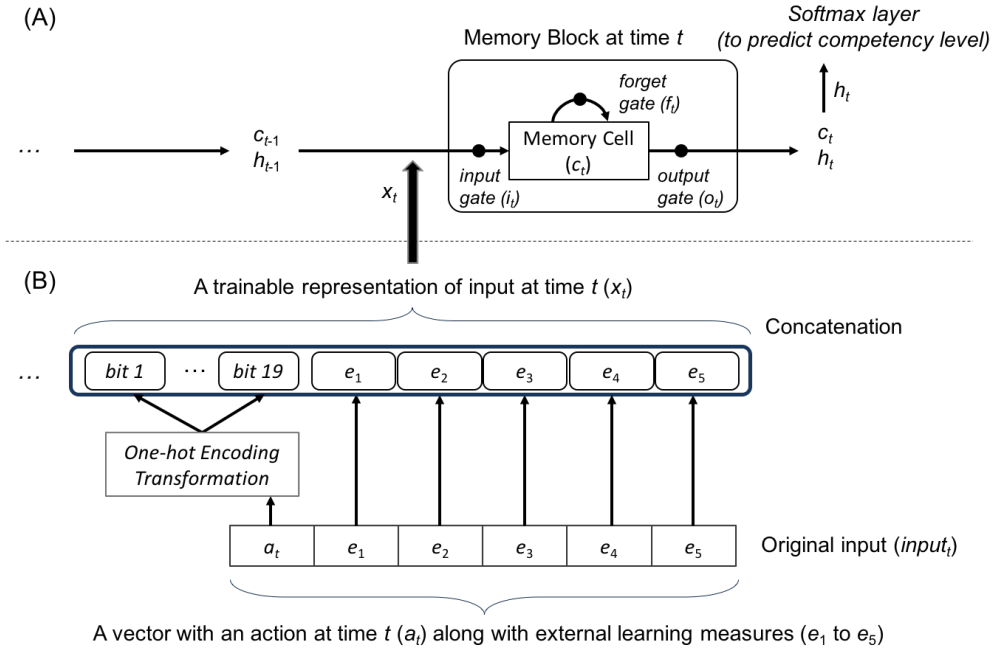 (A)
Softmax layer
(to predict competency level)
Memory Block at time t
forget
gate (fₜ)
hₜ
...
cₜ₋₁
hₜ₋₁
Memory Cell
(cₜ)
cₜ
hₜ
xₜ
input
gate (iₜ)
output
gate (oₜ)
(B)
A trainable representation of input at time t (xₜ)
Concatenation
... bit 1 ... bit 19 e₁ e₂ e₃ e₄ e₅
One-hot Encoding
Transformation
aₜ e₁ e₂ e₃ e₄ e₅ Original input (inputₜ)
A vector with an action at time t (aₜ) along with external learning measures (e₁ to e₅)